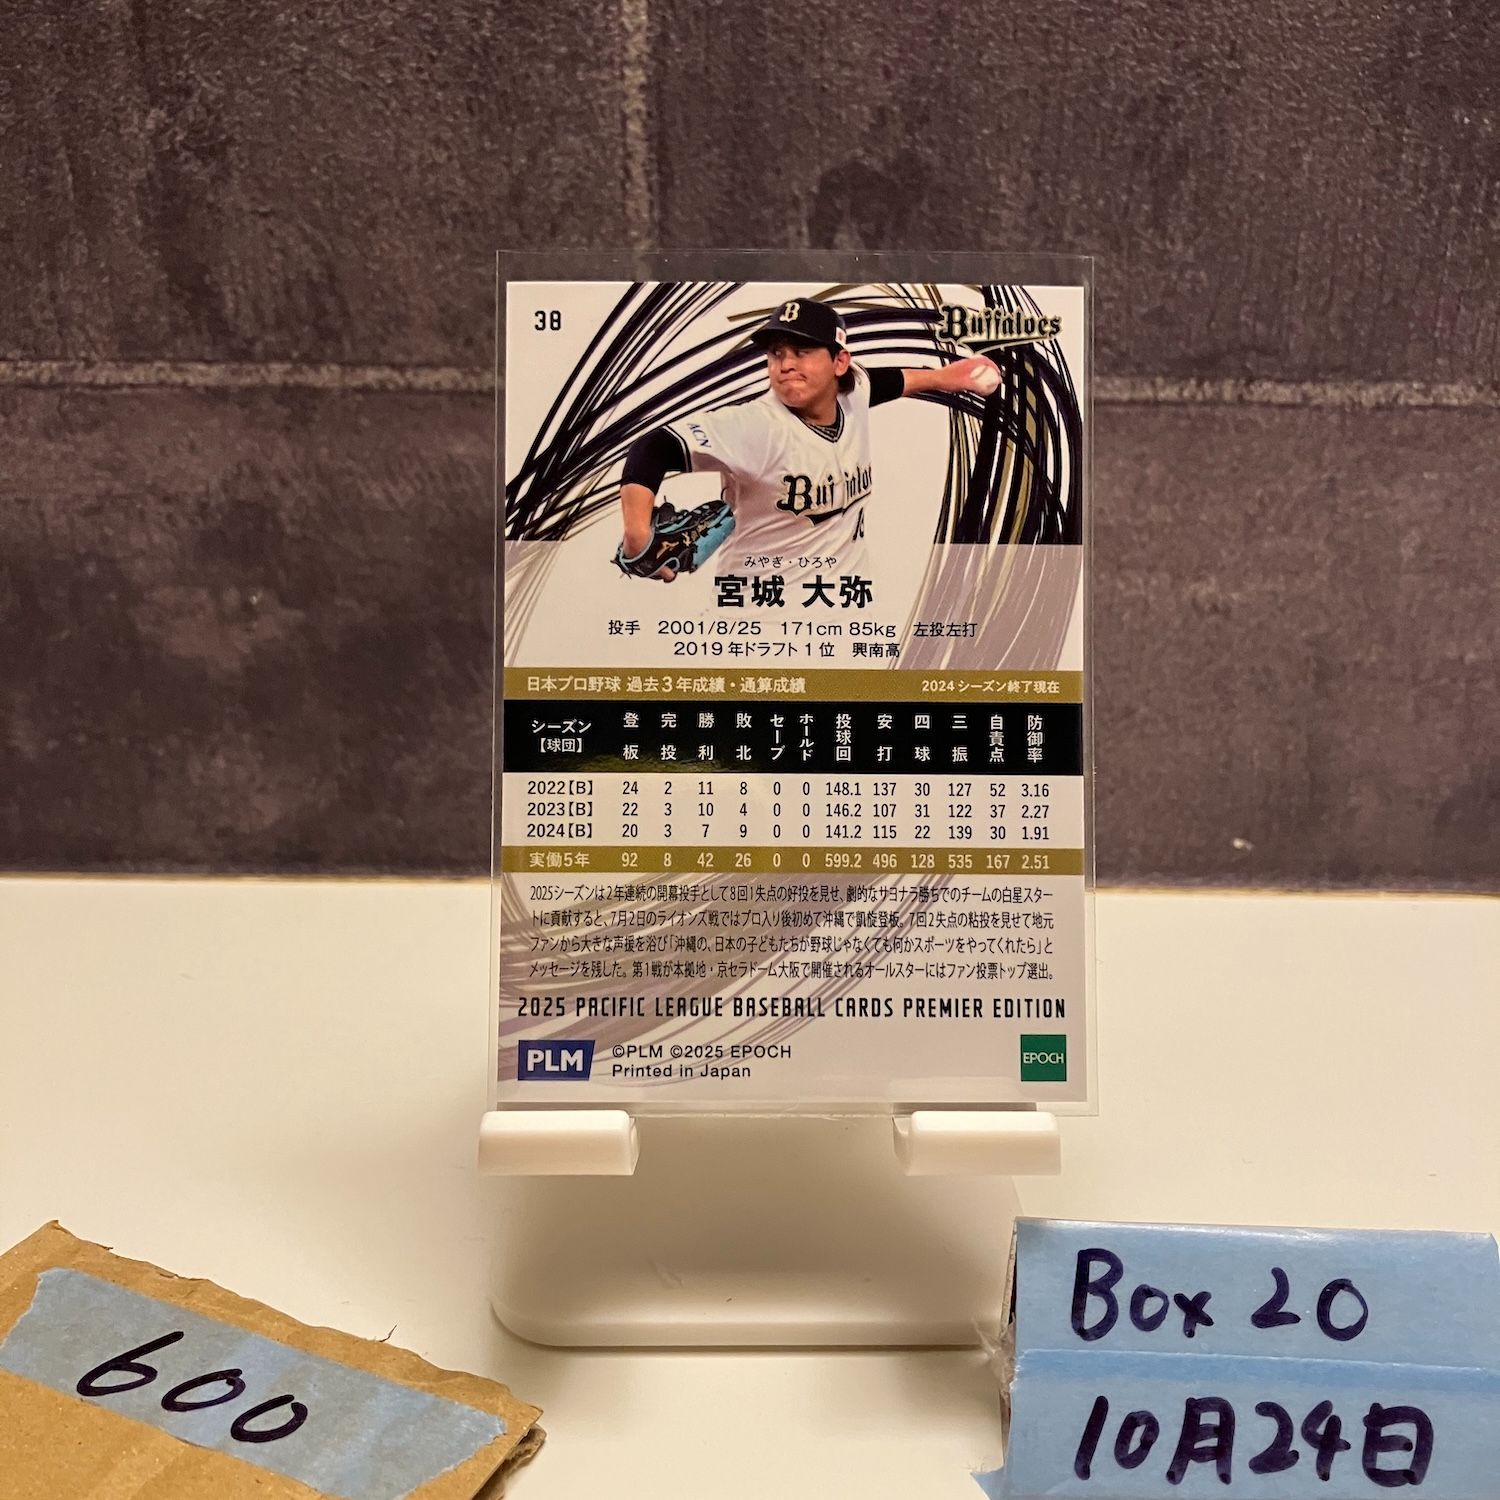 38
Buffaloes
B
ACN
Buffaloes
みやぎ・ひろや
宮城 大弥
投手 2001/8/25 171cm 85kg 左投左打
2019年ドラフト1位 興南高
日本プロ野球 過去3年成績・通算成績 2024シーズン終了現在
シーズン【球団】 登板 完投 勝利 敗北 セーブ ホールド 投球回 安打 四球 三振 自責点 防御率
2022【B】 24 2 11 8 0 0 148.1 137 30 127 52 3.16
2023【B】 22 3 10 4 0 0 146.2 107 31 122 37 2.27
2024【B】 20 3 7 9 0 0 141.2 115 22 139 30 1.91
実働5年 92 8 42 26 0 0 599.2 496 128 535 167 2.51
2025シーズンは2年連続の開幕投手として8回1失点の好投を見せ、劇的なサヨナラ勝ちでのチームの白星スター
トに貢献すると、7月2日のライオンズ戦ではプロ入り後初めて沖縄で凱旋登板。7回2失点の粘投を見せて地元
ファンから大きな声援を浴び「沖縄の、日本の子どもたちが野球じゃなくても何かスポーツをやってくれたら」と
メッセージを残した。第1戦が本拠地・京セラドーム大阪で開催されるオールスターにはファン投票トップ選出。
2025 PACIFIC LEAGUE BASEBALL CARDS PREMIER EDITION
PLM ©PLM ©2025 EPOCH
Printed in Japan
EPOCH
600
Box 20
10月24日